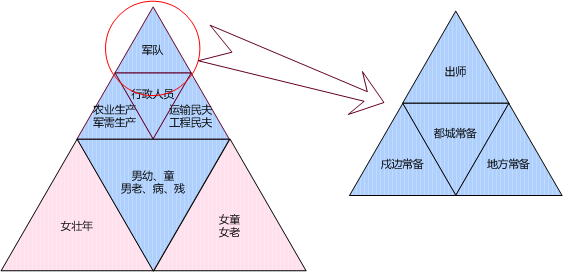 军队
行政人员
农业生产
军需生产
运输民夫
工程民夫
男幼、童
男老、病、残
女壮年
女童
女老
出师
都城常备
戍边常备
地方常备